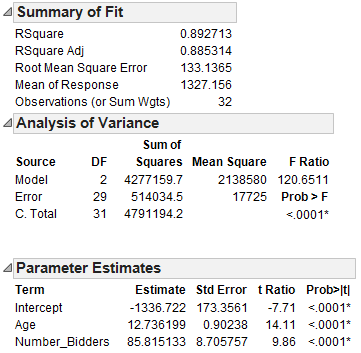 Summary of Fit
RSquare 0.892713
RSquare Adj 0.885314
Root Mean Square Error 133.1365
Mean of Response 1327.156
Observations (or Sum Wgts) 32
Analysis of Variance
Sum of
Source DF Squares Mean Square F Ratio
Model 2 4277159.7 2138580 120.6511
Error 29 514034.5 17725 Prob > F
C. Total 31 4791194.2 <.0001*
Parameter Estimates
Term Estimate Std Error t Ratio Prob>|t|
Intercept -1336.722 173.3561 -7.71 <.0001*
Age 12.736199 0.90238 14.11 <.0001*
Number_Bidders 85.815133 8.705757 9.86 <.0001*